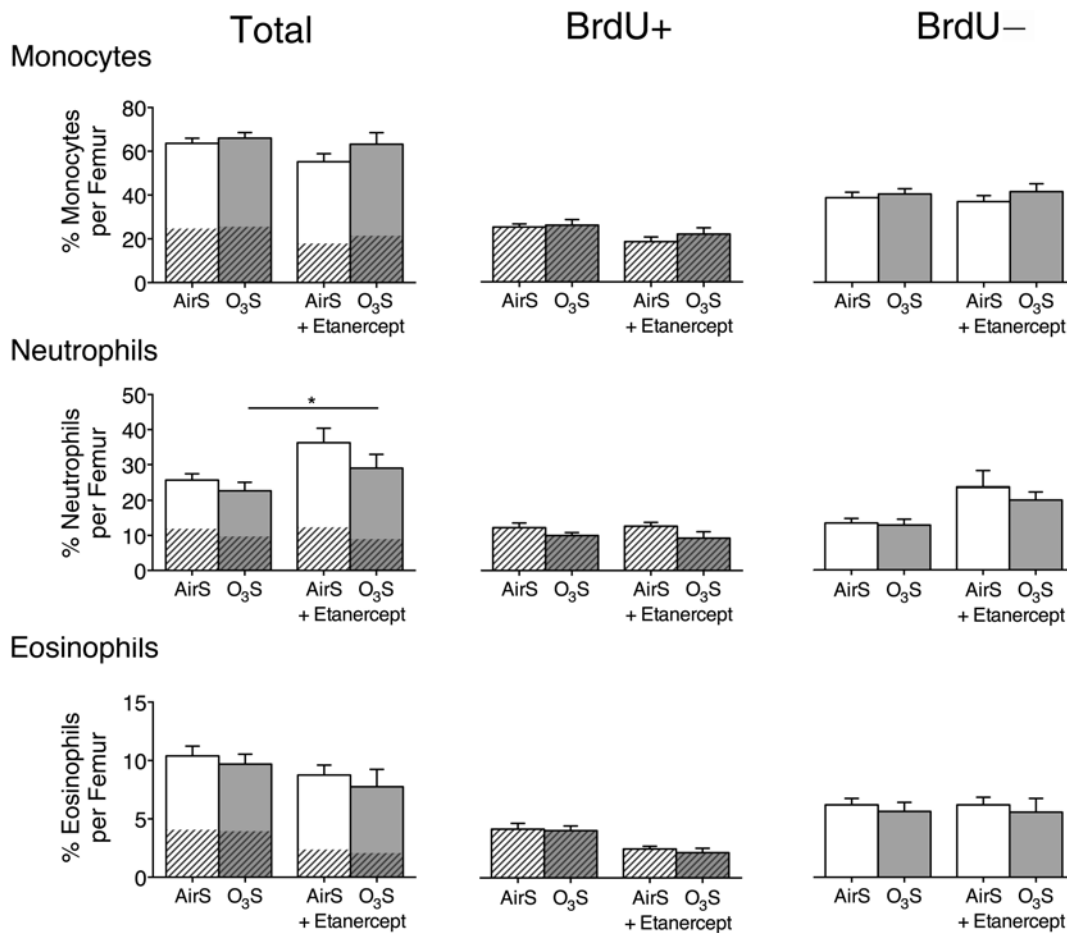 Total BrdU+ BrdU−
Monocytes
% Monocytes
per Femur
80
60
40
20
0
AirS O₃S AirS O₃S
+ Etanercept
AirS O₃S AirS O₃S
+ Etanercept
AirS O₃S AirS O₃S
+ Etanercept
Neutrophils
% Neutrophils
per Femur
50
40
30
20
10
0
*
AirS O₃S AirS O₃S
+ Etanercept
AirS O₃S AirS O₃S
+ Etanercept
AirS O₃S AirS O₃S
+ Etanercept
Eosinophils
% Eosinophils
per Femur
15
10
5
0
AirS O₃S AirS O₃S
+ Etanercept
AirS O₃S AirS O₃S
+ Etanercept
AirS O₃S AirS O₃S
+ Etanercept